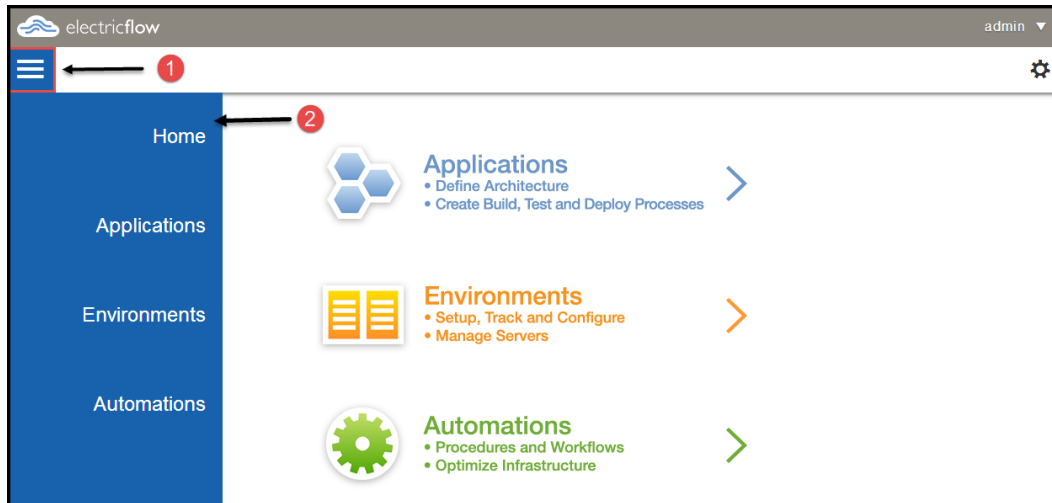 electricflow
admin ▼
1
2
Home
Applications
Environments
Automations
Applications
• Define Architecture
• Create Build, Test and Deploy Processes
Environments
• Setup, Track and Configure
• Manage Servers
Automations
• Procedures and Workflows
• Optimize Infrastructure